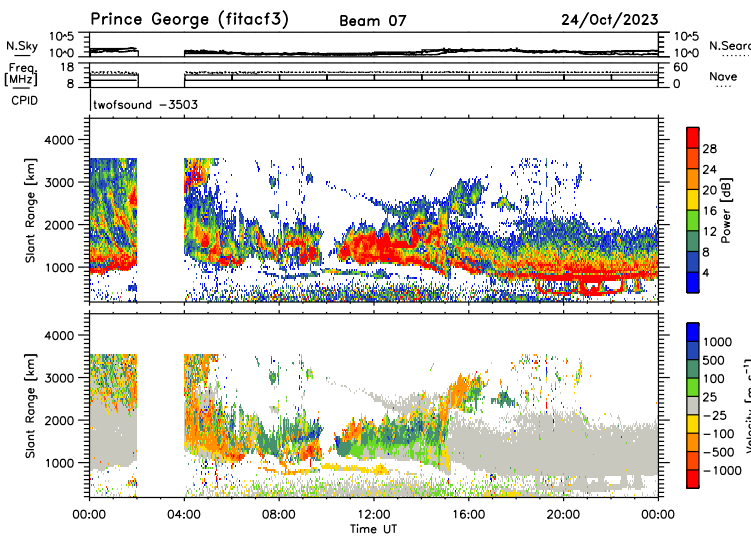 Prince George (fitacf3) Beam 07 24/Oct/2023
N.Sky 10^5 10^0 10^5 10^0 N.Sear
Freq [MHz] 18 8 60 0 Nave
CPID twofsound -3503
Slant Range [km] 4000 3000 2000 1000
Power [dB] 28 24 20 16 12 8 4
Slant Range [km] 4000 3000 2000 1000
Velocity [m s⁻¹] 1000 500 100 25 -25 -100 -500 -1000
00:00 04:00 08:00 12:00 16:00 20:00 00:00
Time UT